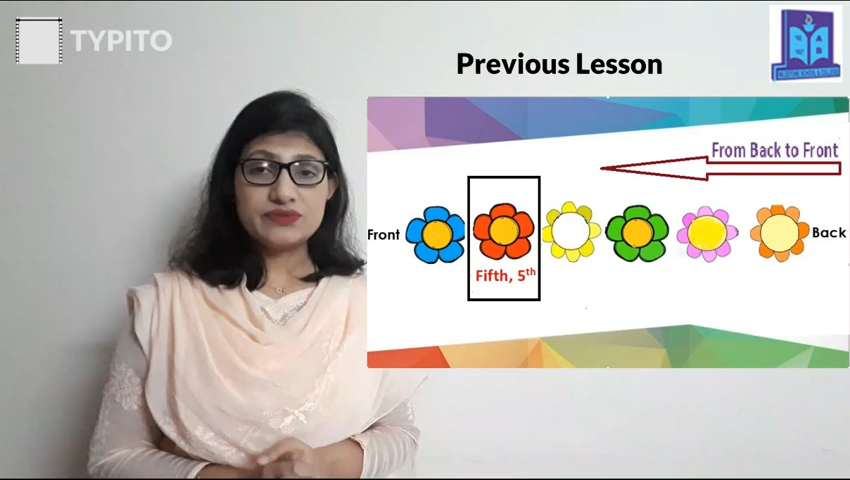 TYPITO
Previous Lesson
From Back to Front
Front
Back
Fifth, 5th